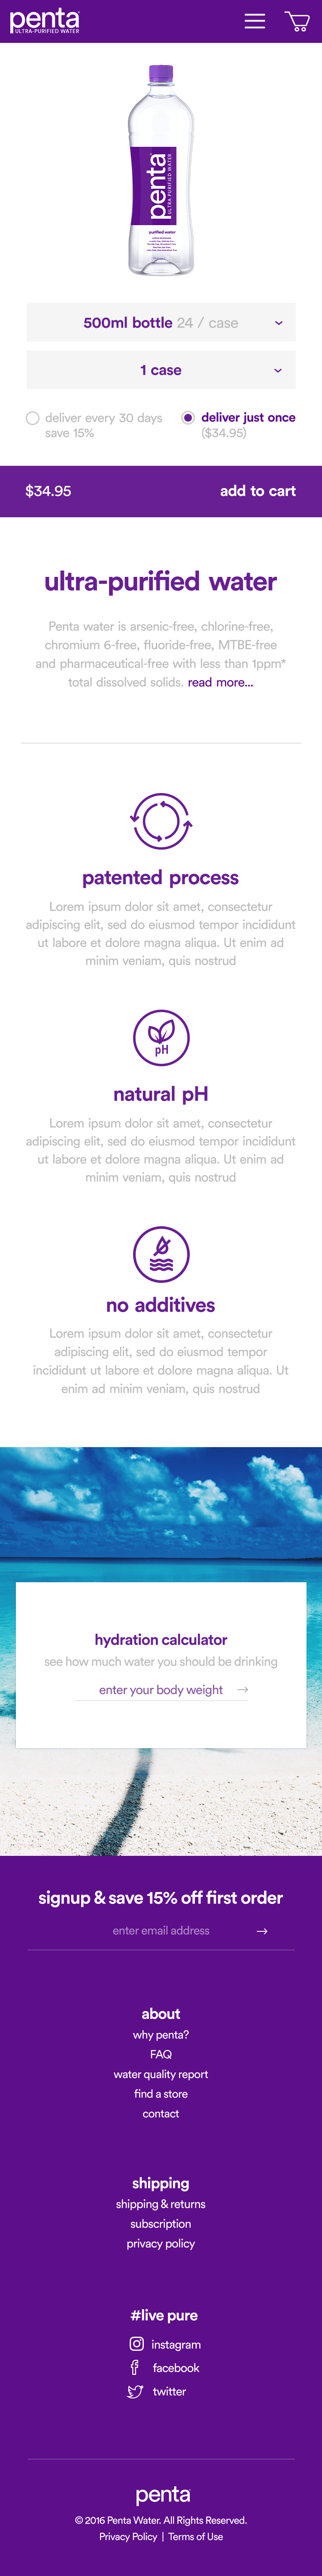 penta
ULTRA-PURIFIED WATER
penta
ULTRA PURIFIED WATER
purified water
500ml bottle 24 / case
1 case
deliver every 30 days
save 15%
deliver just once
($34.95)
$34.95
add to cart
ultra-purified water
Penta water is arsenic-free, chlorine-free,
chromium 6-free, fluoride-free, MTBE-free
and pharmaceutical-free with less than 1ppm*
total dissolved solids. read more...
patented process
Lorem ipsum dolor sit amet, consectetur
adipiscing elit, sed do eiusmod tempor incididunt
ut labore et dolore magna aliqua. Ut enim ad
minim veniam, quis nostrud
pH
natural pH
Lorem ipsum dolor sit amet, consectetur
adipiscing elit, sed do eiusmod tempor incididunt
ut labore et dolore magna aliqua. Ut enim ad
minim veniam, quis nostrud
no additives
Lorem ipsum dolor sit amet, consectetur
adipiscing elit, sed do eiusmod tempor
incididunt ut labore et dolore magna aliqua. Ut
enim ad minim veniam, quis nostrud
hydration calculator
see how much water you should be drinking
enter your body weight →
signup & save 15% off first order
enter email address →
about
why penta?
FAQ
water quality report
find a store
contact
shipping
shipping & returns
subscription
privacy policy
#live pure
instagram
facebook
twitter
penta
© 2016 Penta Water. All Rights Reserved.
Privacy Policy | Terms of Use